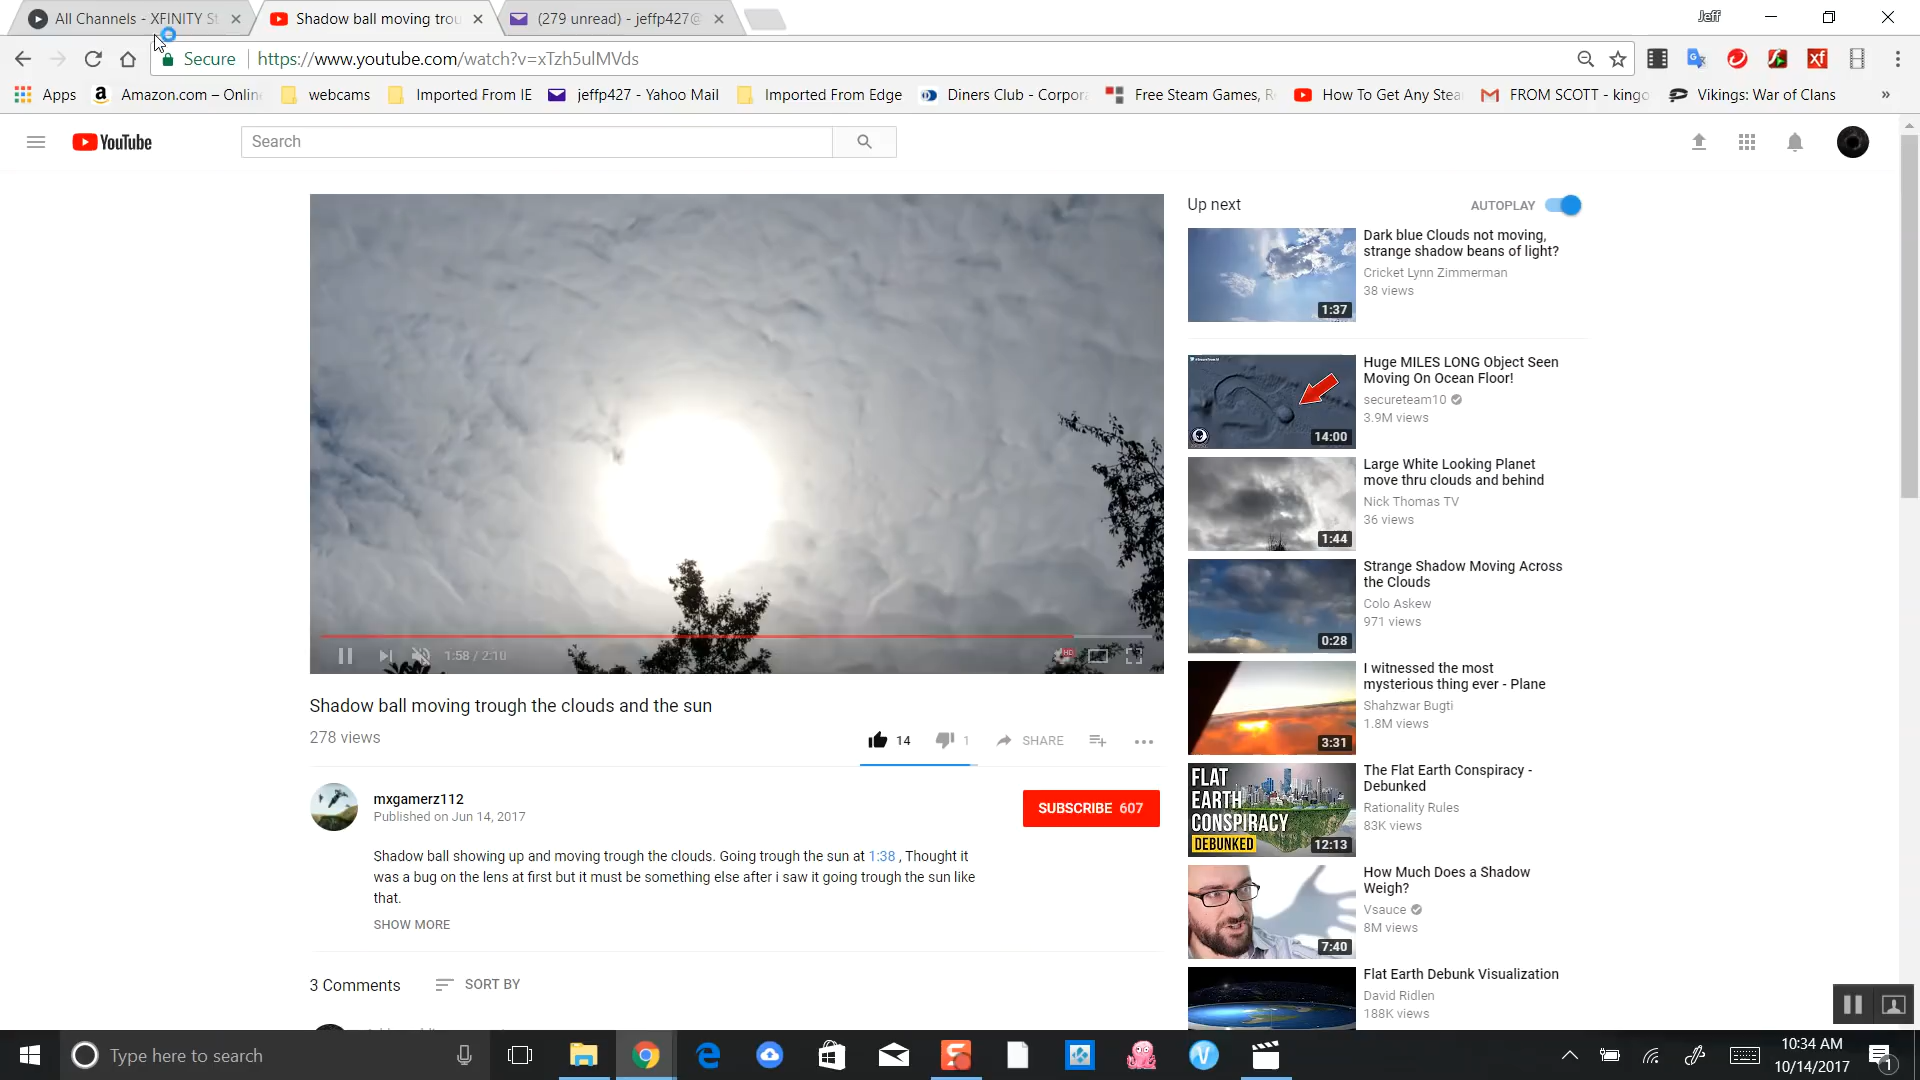 All Channels - XFINITY St
Shadow ball moving trou
(279 unread) - jeffp427@
Jeff
Secure
https://www.youtube.com/watch?v=xTzh5ulMVds
Apps
Amazon.com – Onlin
webcams
Imported From IE
jeffp427 - Yahoo Mail
Imported From Edge
Diners Club - Corpor
Free Steam Games, R
How To Get Any Stea
FROM SCOTT - kingo
Vikings: War of Clans
»
YouTube
Search
1:58 / 2:10
HD
Shadow ball moving trough the clouds and the sun
278 views
14
1
SHARE
mxgamerz112
Published on Jun 14, 2017
SUBSCRIBE 607
Shadow ball showing up and moving trough the clouds. Going trough the sun at 1:38 , Thought it
was a bug on the lens at first but it must be something else after i saw it going trough the sun like
that.
SHOW MORE
3 Comments
SORT BY
Up next
AUTOPLAY
Dark blue Clouds not moving,
strange shadow beans of light?
Cricket Lynn Zimmerman
38 views
1:37
Huge MILES LONG Object Seen
Moving On Ocean Floor!
secureteam10
3.9M views
14:00
Large White Looking Planet
move thru clouds and behind
Nick Thomas TV
36 views
1:44
Strange Shadow Moving Across
the Clouds
Colo Askew
971 views
0:28
I witnessed the most
mysterious thing ever - Plane
Shahzwar Bugti
1.8M views
3:31
FLAT
EARTH
CONSPIRACY
DEBUNKED
12:13
The Flat Earth Conspiracy -
Debunked
Rationality Rules
83K views
How Much Does a Shadow
Weigh?
Vsauce
8M views
7:40
Flat Earth Debunk Visualization
David Ridlen
188K views
Type here to search
10:34 AM
10/14/2017
1